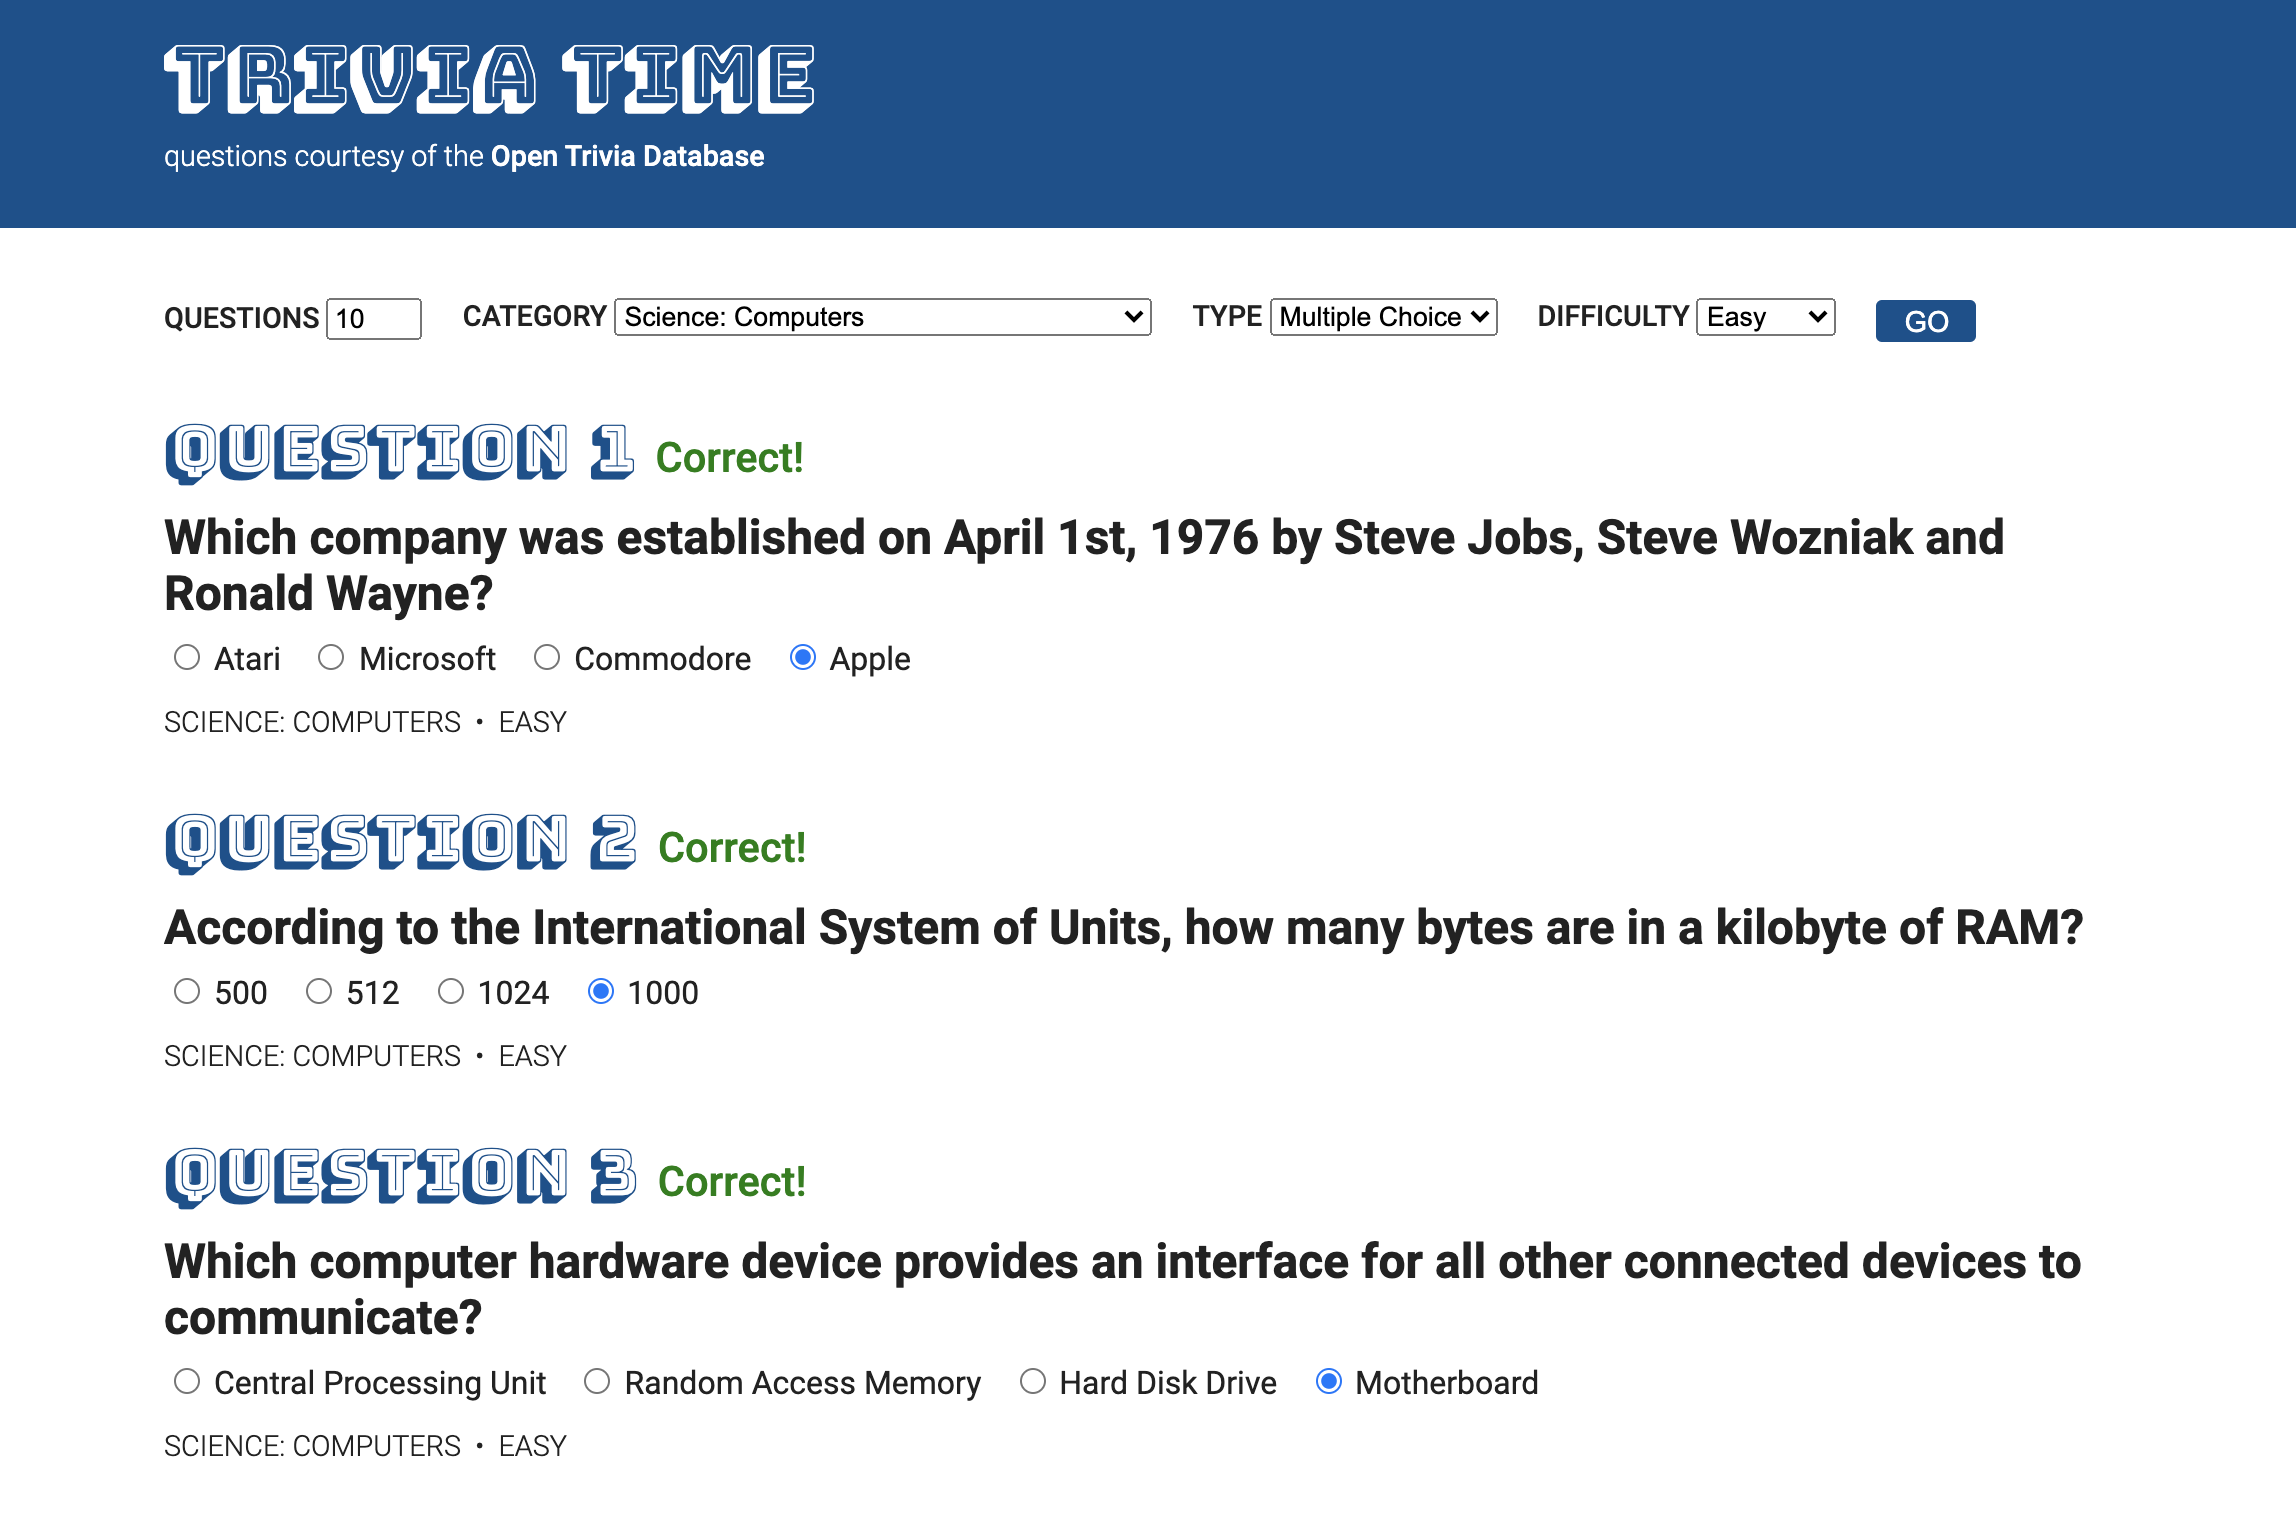 TRIVIA TIME
questions courtesy of the Open Trivia Database
QUESTIONS 10 CATEGORY Science: Computers TYPE Multiple Choice DIFFICULTY Easy GO
QUESTION 1 Correct!
Which company was established on April 1st, 1976 by Steve Jobs, Steve Wozniak and
Ronald Wayne?
Atari Microsoft Commodore Apple
SCIENCE: COMPUTERS • EASY
QUESTION 2 Correct!
According to the International System of Units, how many bytes are in a kilobyte of RAM?
500 512 1024 1000
SCIENCE: COMPUTERS • EASY
QUESTION 3 Correct!
Which computer hardware device provides an interface for all other connected devices to
communicate?
Central Processing Unit Random Access Memory Hard Disk Drive Motherboard
SCIENCE: COMPUTERS • EASY